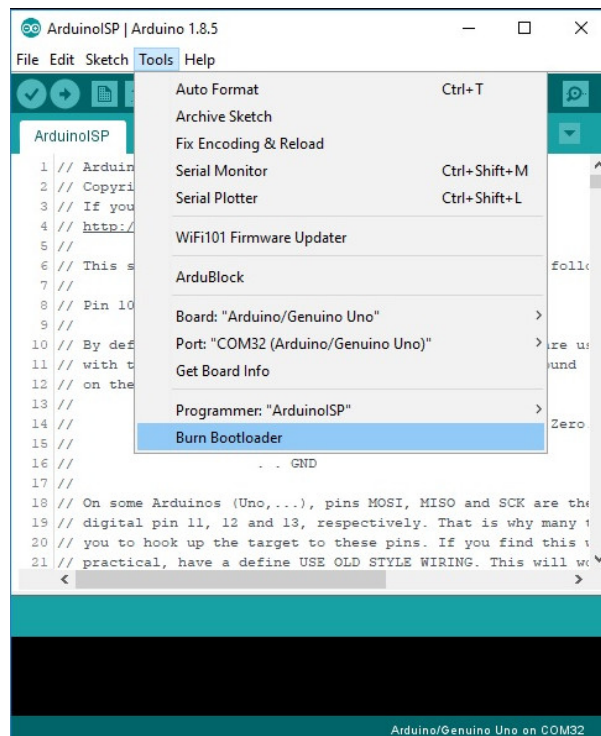 ArduinoISP | Arduino 1.8.5
File Edit Sketch Tools Help
ArduinoISP
Auto Format Ctrl+T
Archive Sketch
Fix Encoding & Reload
Serial Monitor Ctrl+Shift+M
Serial Plotter Ctrl+Shift+L
WiFi101 Firmware Updater
ArduBlock
Board: "Arduino/Genuino Uno"
Port: "COM32 (Arduino/Genuino Uno)"
Get Board Info
Programmer: "ArduinoISP"
Burn Bootloader
1 // Arduin
2 // Copyri
3 // If you
4 // http:/
5 //
6 // This s follo
7 //
8 // Pin 10
9 //
10 // By def are us
11 // with t ound
12 // on the
13 //
14 // Zero.
15 //
16 // . . GND
17 //
18 // On some Arduinos (Uno,...), pins MOSI, MISO and SCK are the
19 // digital pin 11, 12 and 13, respectively. That is why many t
20 // you to hook up the target to these pins. If you find this
21 // practical, have a define USE OLD STYLE WIRING. This will wo
Arduino/Genuino Uno on COM32